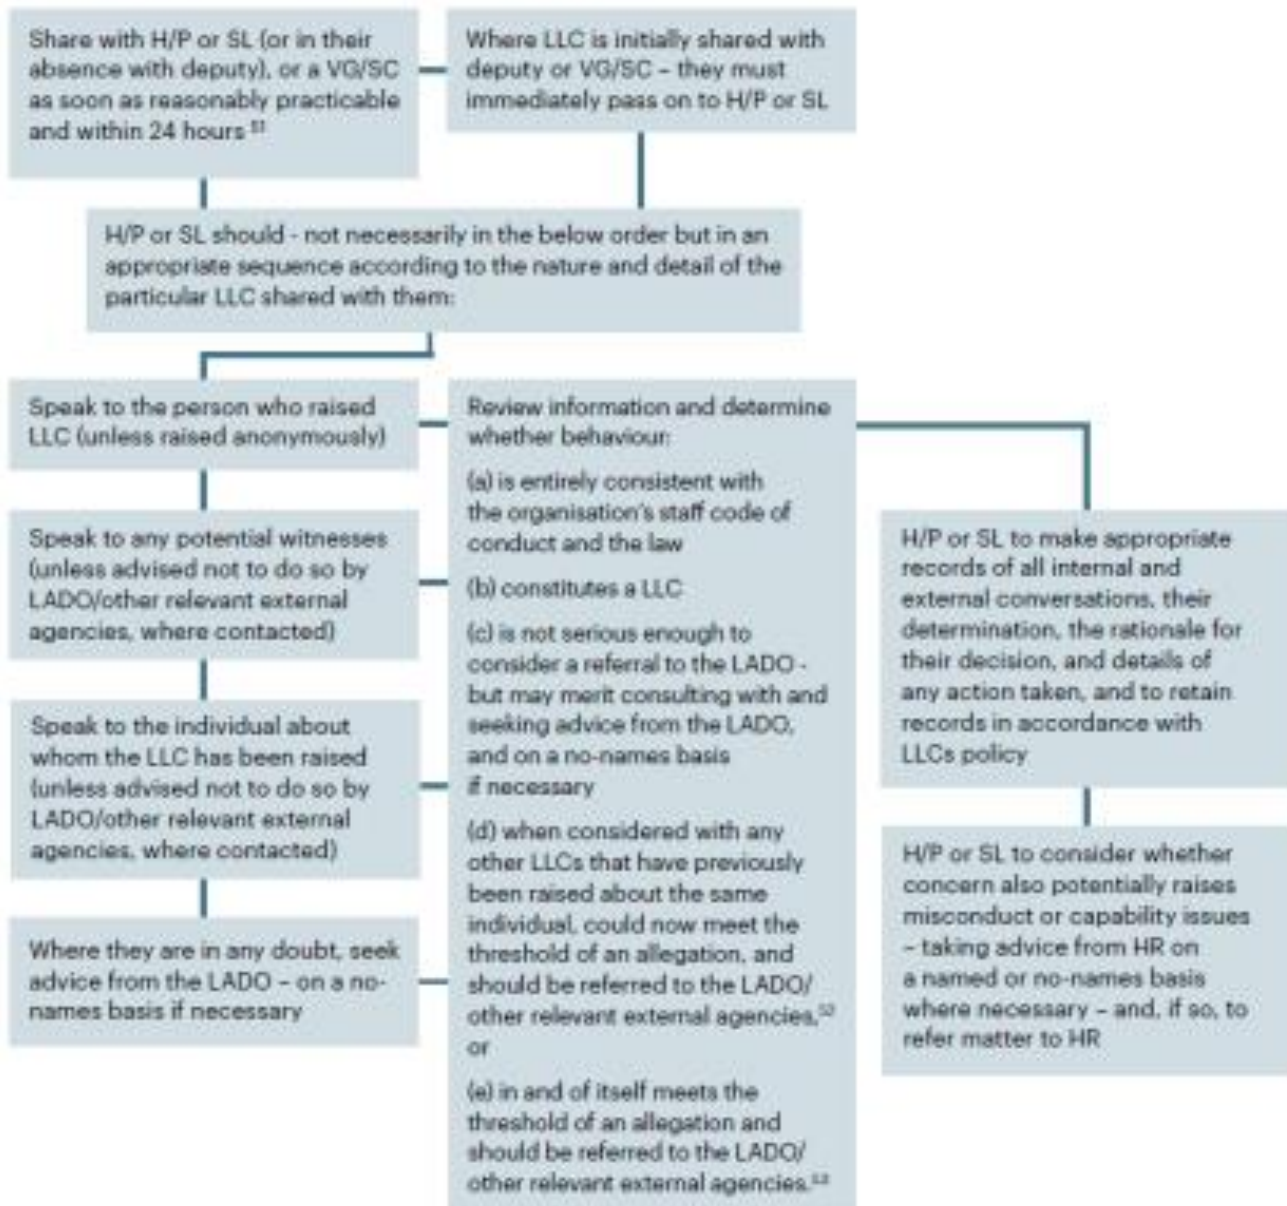 Share with H/P or SL (or in their
absence with deputy), or a VG/SC
as soon as reasonably practicable
and within 24 hours 51
Where LLC is initially shared with
deputy or VG/SC – they must
immediately pass on to H/P or SL
H/P or SL should - not necessarily in the below order but in an
appropriate sequence according to the nature and detail of the
particular LLC shared with them:
Speak to the person who raised
LLC (unless raised anonymously)
Speak to any potential witnesses
(unless advised not to do so by
LADO/other relevant external
agencies, where contacted)
Speak to the individual about
whom the LLC has been raised
(unless advised not to do so by
LADO/other relevant external
agencies, where contacted)
Where they are in any doubt, seek
advice from the LADO – on a no-
names basis if necessary
Review information and determine
whether behaviour:
(a) is entirely consistent with
the organisation's staff code of
conduct and the law
(b) constitutes a LLC
(c) is not serious enough to
consider a referral to the LADO -
but may merit consulting with and
seeking advice from the LADO,
and on a no-names basis
if necessary
(d) when considered with any
other LLCs that have previously
been raised about the same
individual, could now meet the
threshold of an allegation, and
should be referred to the LADO/
other relevant external agencies,52
or
(e) in and of itself meets the
threshold of an allegation and
should be referred to the LADO/
other relevant external agencies.
H/P or SL to make appropriate
records of all internal and
external conversations, their
determination, the rationale for
their decision, and details of
any action taken, and to retain
records in accordance with
LLCs policy
H/P or SL to consider whether
concern also potentially raises
misconduct or capability issues
– taking advice from HR on
a named or no-names basis
where necessary – and, if so, to
refer matter to HR